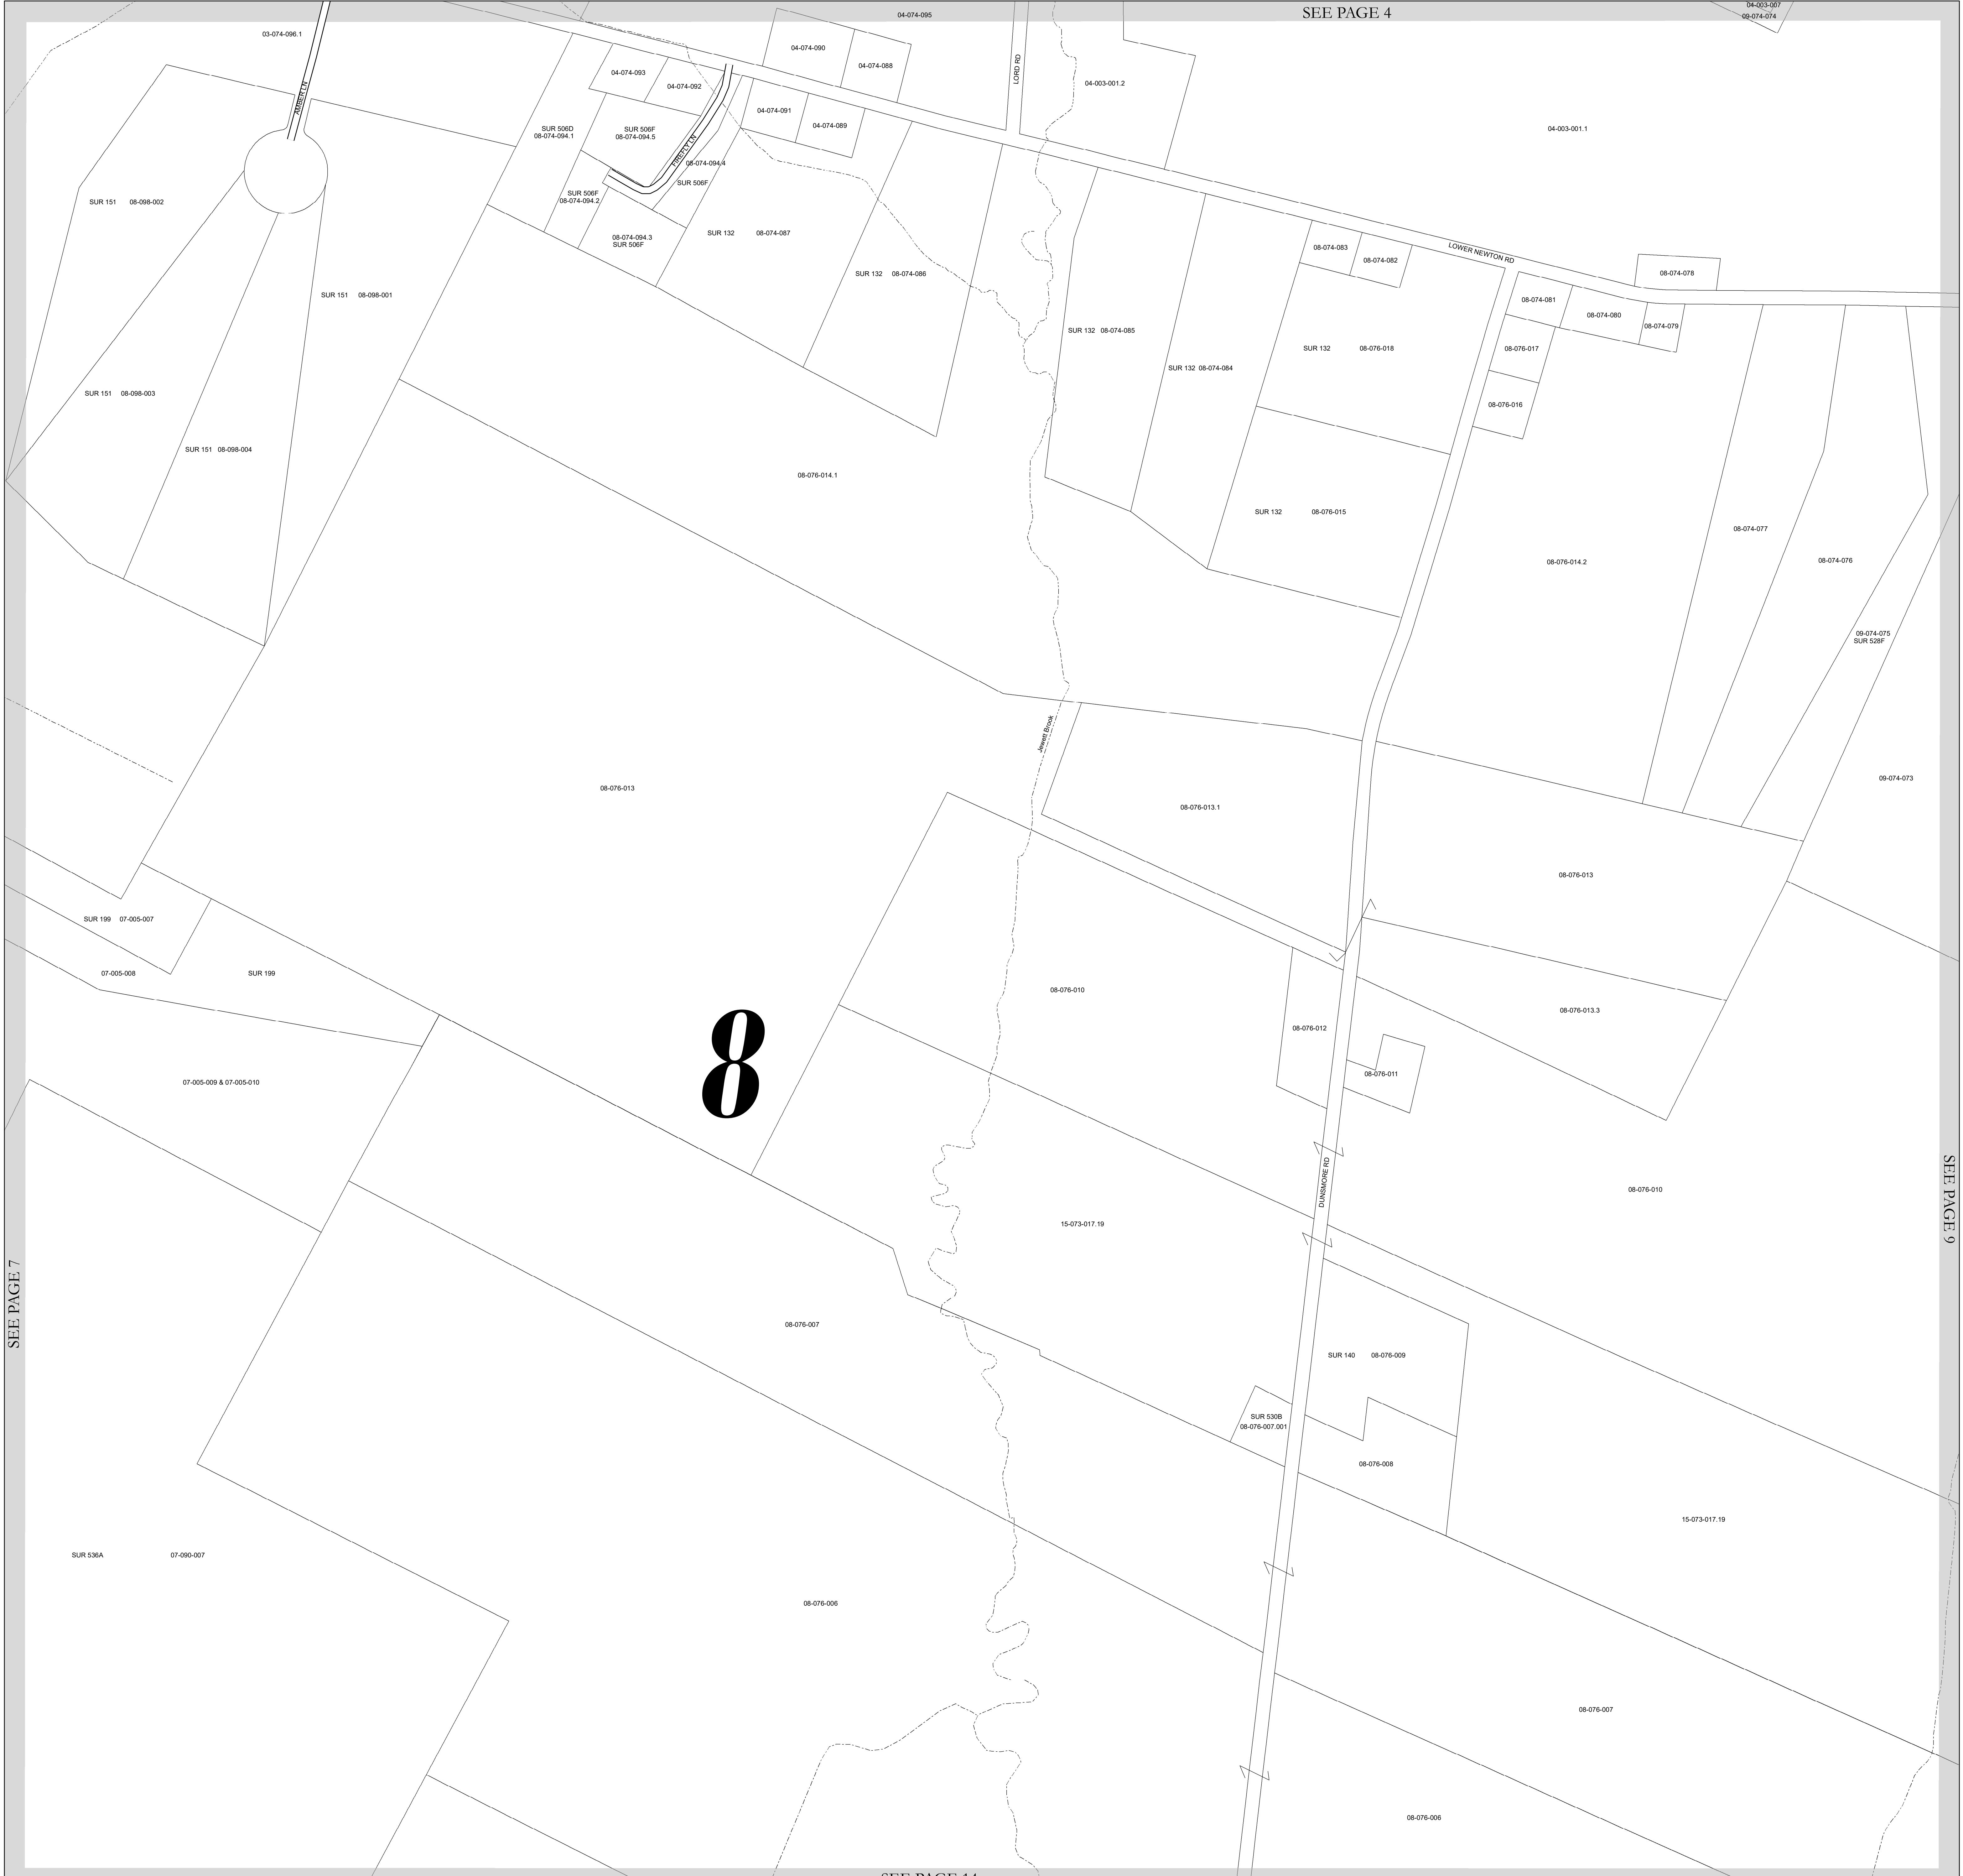 SEE PAGE 4
04-003-007
09-074-074
04-074-095
03-074-096.1
04-074-090
04-074-088
LORD RD
04-003-001.2
04-003-001.1
AMBER LN
04-074-093
04-074-092
04-074-091
04-074-089
SUR 506D
08-074-094.1
SUR 506F
08-074-094.5
FIREFLY LN
08-074-094.4
SUR 506F
SUR 506F
08-074-094.2
08-074-094.3
SUR 506F
SUR 151 08-098-002
SUR 132 08-074-087
SUR 132 08-074-086
08-074-083
08-074-082
LOWER NEWTON RD
08-074-078
SUR 151 08-098-001
08-074-081
08-074-080
08-074-079
SUR 132 08-074-085
SUR 132 08-076-018
08-076-017
SUR 132 08-074-084
SUR 151 08-098-003
08-076-016
SUR 151 08-098-004
08-076-014.1
SUR 132 08-076-015
08-074-077
08-076-014.2
08-074-076
09-074-075
SUR 528F
Jewett Brook
09-074-073
08-076-013
08-076-013.1
08-076-013
SUR 199 07-005-007
07-005-008
SUR 199
08-076-010
08-076-013.3
08-076-012
8
08-076-011
07-005-009 & 07-005-010
DUNSMORE RD
08-076-010
SEE PAGE 9
15-073-017.19
SEE PAGE 7
08-076-007
SUR 140 08-076-009
SUR 530B
08-076-007.001
08-076-008
15-073-017.19
SUR 536A 07-090-007
08-076-006
08-076-007
08-076-006
SEE PAGE 14